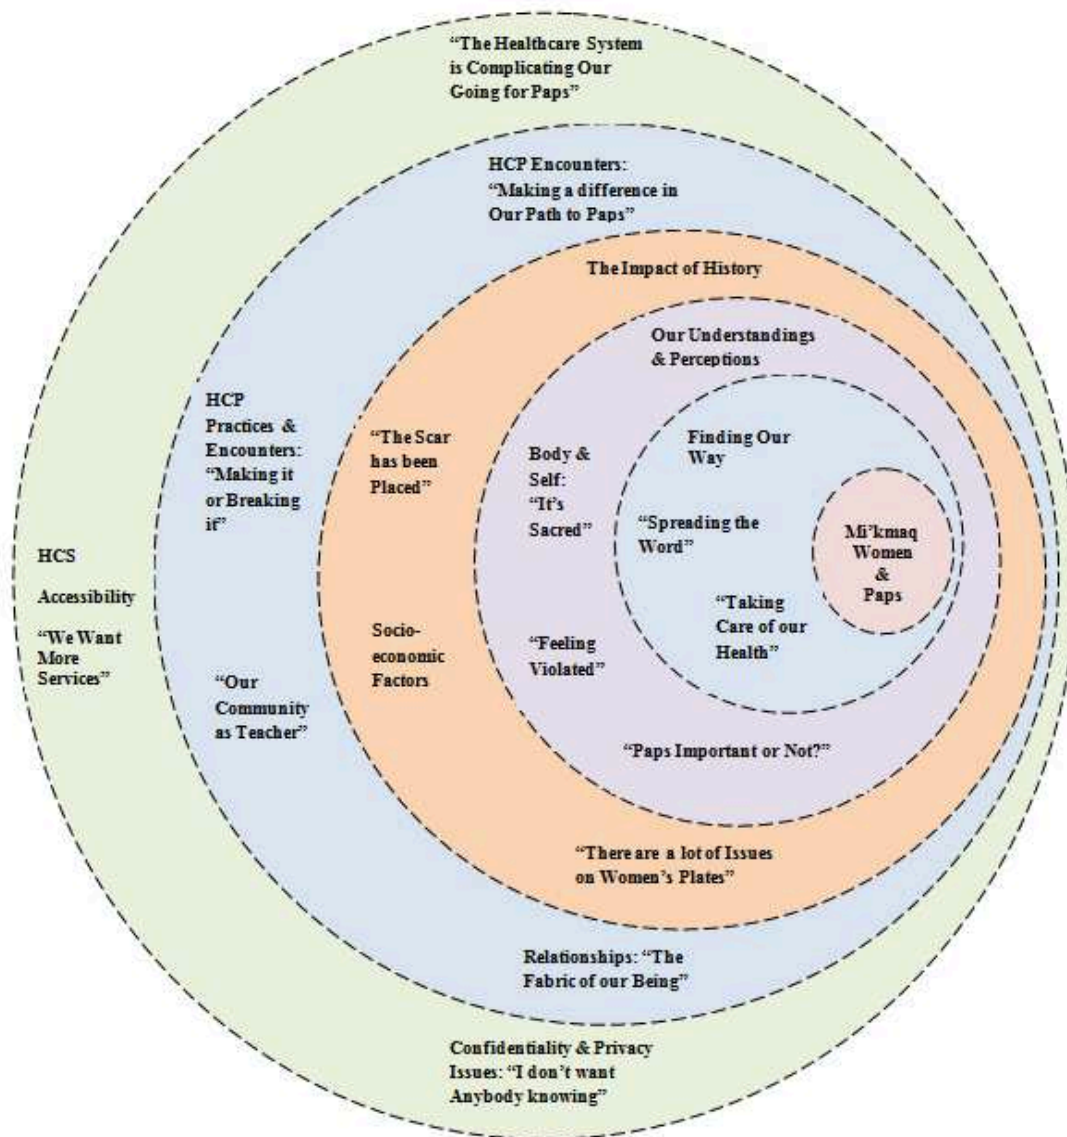 “The Healthcare System
is Complicating Our
Going for Paps”
HCP Encounters:
“Making a difference in
Our Path to Paps”
The Impact of History
Our Understandings
& Perceptions
HCP
Practices &
Encounters:
“Making it
or Breaking
it”
“The Scar
has been
Placed”
Body &
Self:
“It’s
Sacred”
Finding Our
Way
“Spreading the
Word”
Mi’kmaq
Women
&
Paps
HCS
Accessibility
“We Want
More
Services”
“Our
Community
as Teacher”
Socio-
economic
Factors
“Feeling
Violated”
“Taking
Care of our
Health”
“Paps Important or Not?”
“There are a lot of Issues
on Women’s Plates”
Relationships: “The
Fabric of our Being”
Confidentiality & Privacy
Issues: “I don’t want
Anybody knowing”